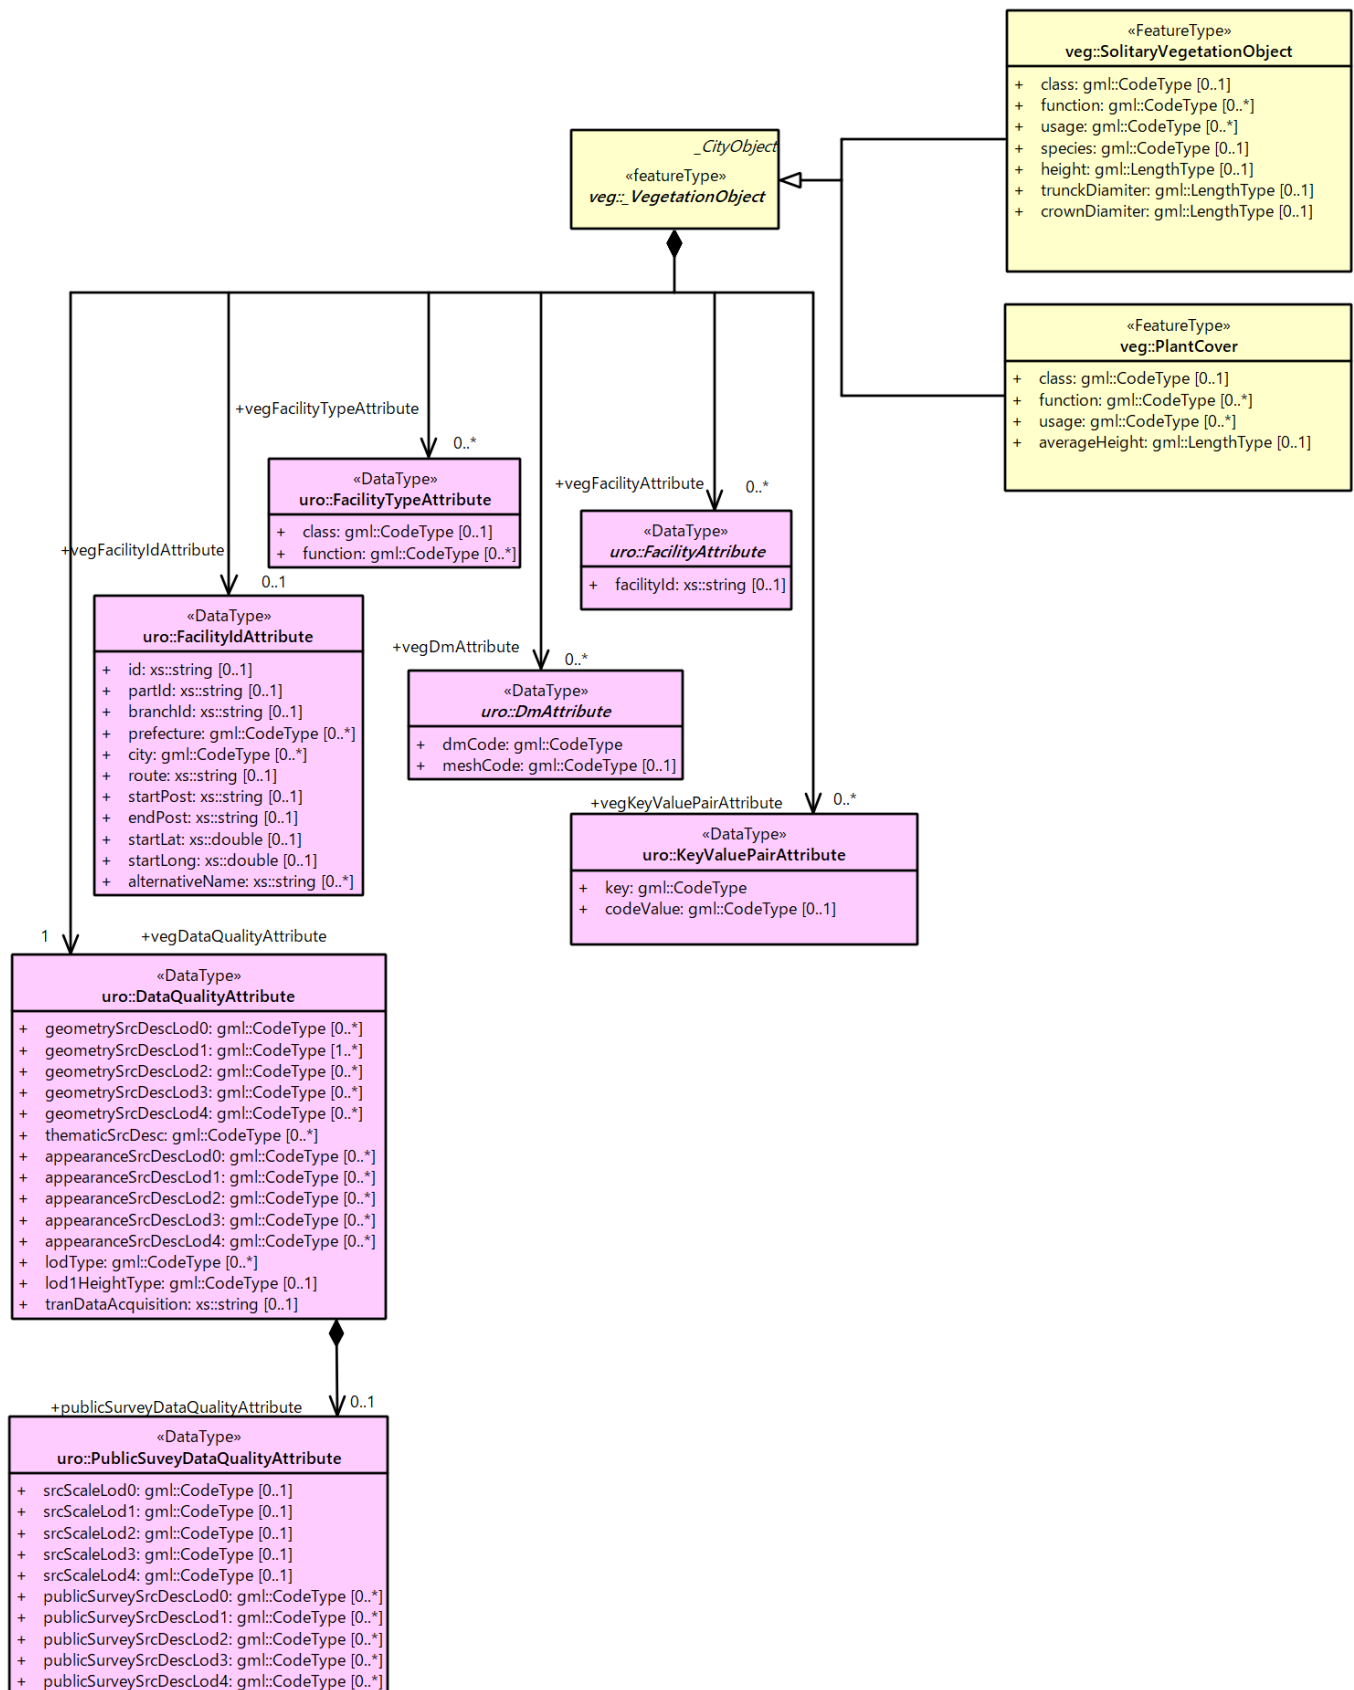 «FeatureType»
veg::SolitaryVegetationObject
+ class: gml::CodeType [0..1]
+ function: gml::CodeType [0..*]
+ usage: gml::CodeType [0..*]
+ species: gml::CodeType [0..1]
+ height: gml::LengthType [0..1]
+ trunckDiamiter: gml::LengthType [0..1]
+ crownDiamiter: gml::LengthType [0..1]
_CityObject
«featureType»
veg::_VegetationObject
«FeatureType»
veg::PlantCover
+ class: gml::CodeType [0..1]
+ function: gml::CodeType [0..*]
+ usage: gml::CodeType [0..*]
+ averageHeight: gml::LengthType [0..1]
+vegFacilityTypeAttribute
0..*
«DataType»
uro::FacilityTypeAttribute
+ class: gml::CodeType [0..1]
+ function: gml::CodeType [0..*]
+vegFacilityAttribute
0..*
«DataType»
uro::FacilityAttribute
+ facilityId: xs::string [0..1]
+vegFacilityIdAttribute
0..1
«DataType»
uro::FacilityIdAttribute
+ id: xs::string [0..1]
+ partId: xs::string [0..1]
+ branchId: xs::string [0..1]
+ prefecture: gml::CodeType [0..*]
+ city: gml::CodeType [0..*]
+ route: xs::string [0..1]
+ startPost: xs::string [0..1]
+ endPost: xs::string [0..1]
+ startLat: xs::double [0..1]
+ startLong: xs::double [0..1]
+ alternativeName: xs::string [0..*]
+vegDmAttribute
0..*
«DataType»
uro::DmAttribute
+ dmCode: gml::CodeType
+ meshCode: gml::CodeType [0..1]
+vegKeyValuePairAttribute
0..*
«DataType»
uro::KeyValuePairAttribute
+ key: gml::CodeType
+ codeValue: gml::CodeType [0..1]
1
+vegDataQualityAttribute
«DataType»
uro::DataQualityAttribute
+ geometrySrcDescLod0: gml::CodeType [0..*]
+ geometrySrcDescLod1: gml::CodeType [1..*]
+ geometrySrcDescLod2: gml::CodeType [0..*]
+ geometrySrcDescLod3: gml::CodeType [0..*]
+ geometrySrcDescLod4: gml::CodeType [0..*]
+ thematicSrcDesc: gml::CodeType [0..*]
+ appearanceSrcDescLod0: gml::CodeType [0..*]
+ appearanceSrcDescLod1: gml::CodeType [0..*]
+ appearanceSrcDescLod2: gml::CodeType [0..*]
+ appearanceSrcDescLod3: gml::CodeType [0..*]
+ appearanceSrcDescLod4: gml::CodeType [0..*]
+ lodType: gml::CodeType [0..*]
+ lod1HeightType: gml::CodeType [0..1]
+ tranDataAcquisition: xs::string [0..1]
+publicSurveyDataQualityAttribute
0..1
«DataType»
uro::PublicSuveyDataQualityAttribute
+ srcScaleLod0: gml::CodeType [0..1]
+ srcScaleLod1: gml::CodeType [0..1]
+ srcScaleLod2: gml::CodeType [0..1]
+ srcScaleLod3: gml::CodeType [0..1]
+ srcScaleLod4: gml::CodeType [0..1]
+ publicSurveySrcDescLod0: gml::CodeType [0..*]
+ publicSurveySrcDescLod1: gml::CodeType [0..*]
+ publicSurveySrcDescLod2: gml::CodeType [0..*]
+ publicSurveySrcDescLod3: gml::CodeType [0..*]
+ publicSurveySrcDescLod4: gml::CodeType [0..*]